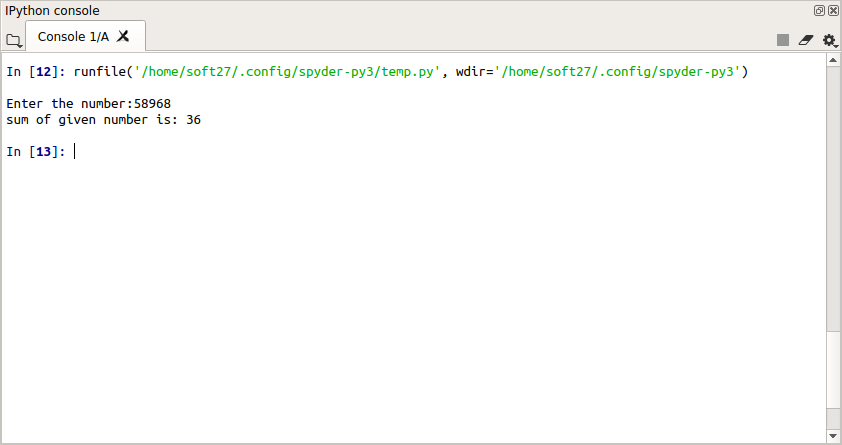 IPython console
Console 1/A
In [12]: runfile('/home/soft27/.config/spyder-py3/temp.py', wdir='/home/soft27/.config/spyder-py3')
Enter the number:58968
sum of given number is: 36
In [13]: